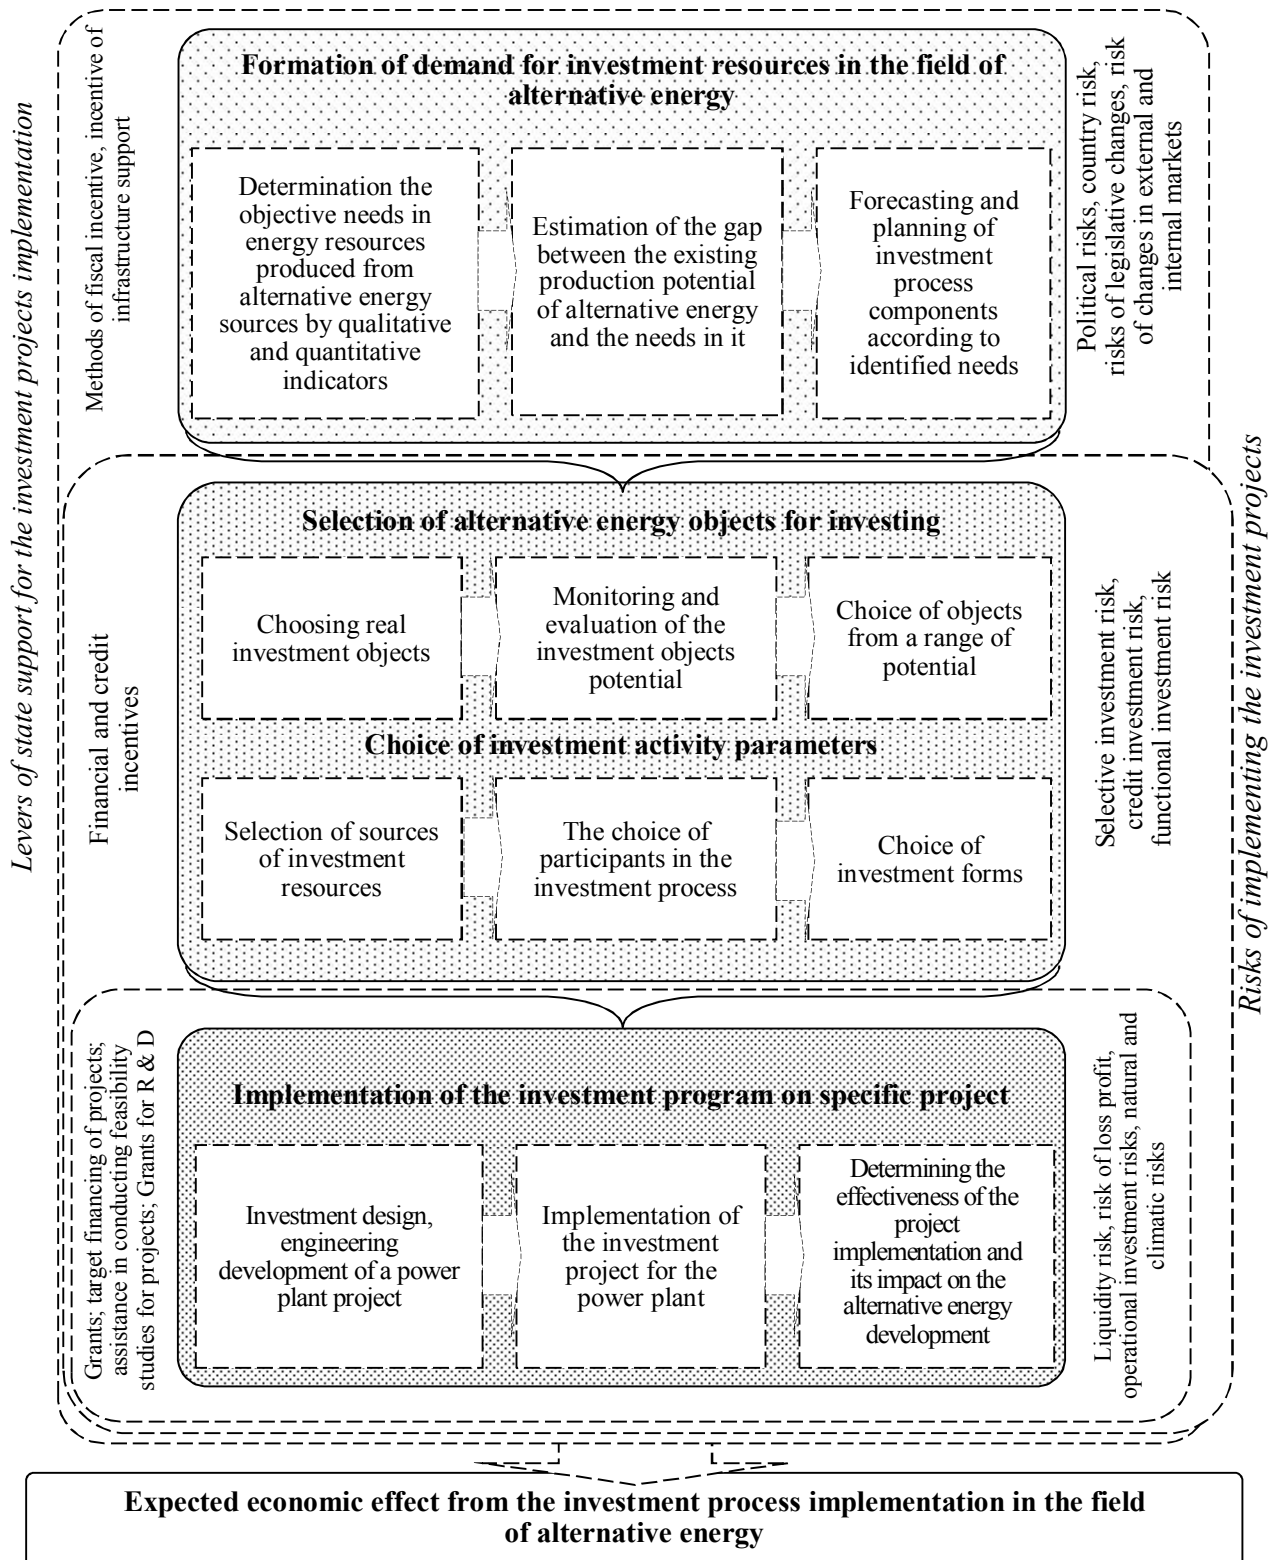 Levers of state support for the investment projects implementation
Methods of fiscal incentive, incentive of
infrastructure support
Formation of demand for investment resources in the field of
alternative energy
Determination the
objective needs in
energy resources
produced from
alternative energy
sources by qualitative
and quantitative
indicators
Estimation of the gap
between the existing
production potential
of alternative energy
and the needs in it
Forecasting and
planning of
investment
process
components
according to
identified needs
Political risks, country risk,
risks of legislative changes, risk
of changes in external and
internal markets
Risks of implementing the investment projects
Financial and credit
incentives
Selection of alternative energy objects for investing
Choosing real
investment objects
Monitoring and
evaluation of the
investment objects
potential
Choice of objects
from a range of
potential
Choice of investment activity parameters
Selection of sources
of investment
resources
The choice of
participants in the
investment process
Choice of
investment forms
Selective investment risk,
credit investment risk,
functional investment risk
Grants; target financing of projects;
assistance in conducting feasibility
studies for projects; Grants for R & D
Implementation of the investment program on specific project
Investment design,
engineering
development of a power
plant project
Implementation of
the investment
project for the
power plant
Determining the
effectiveness of the
project
implementation and
its impact on the
alternative energy
development
Liquidity risk, risk of loss profit,
operational investment risks, natural and
climatic risks
Expected economic effect from the investment process implementation in the field
of alternative energy